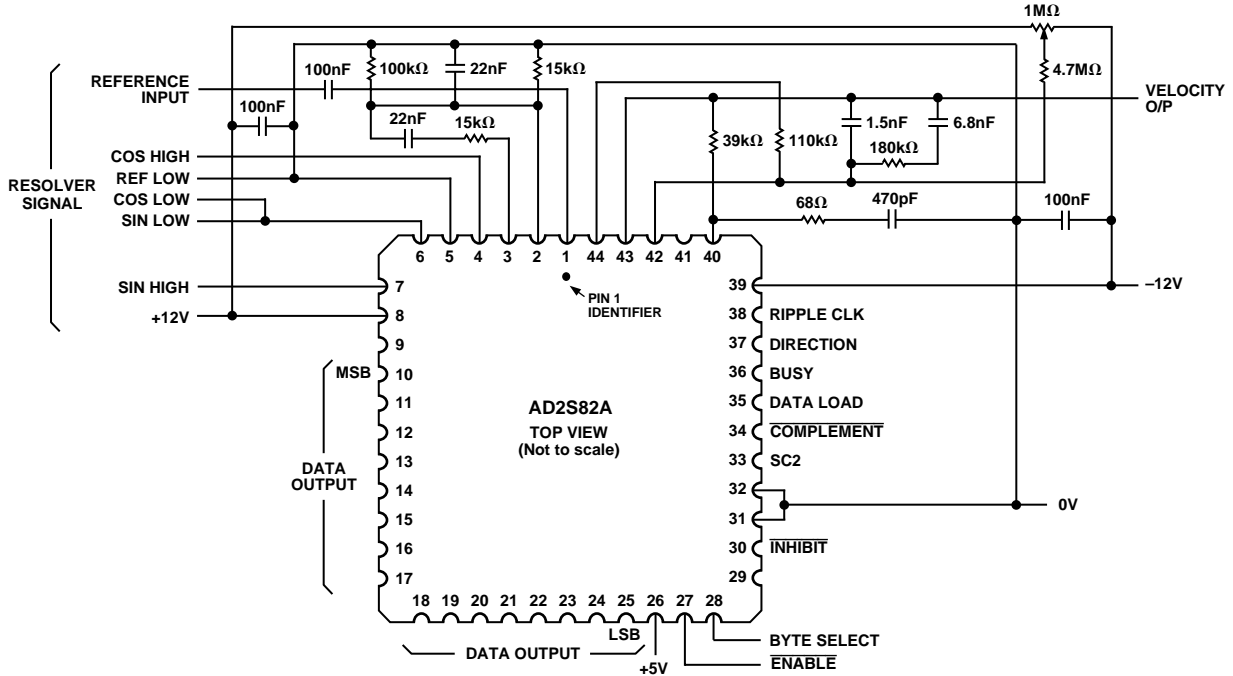 1MΩ
RESOLVER
SIGNAL
REFERENCE
INPUT
100nF
100nF
100kΩ
22nF
15kΩ
22nF
15kΩ
4.7MΩ
VELOCITY
O/P
39kΩ
110kΩ
1.5nF
6.8nF
180kΩ
68Ω
470pF
100nF
COS HIGH
REF LOW
COS LOW
SIN LOW
SIN HIGH
+12V
–12V
6 5 4 3 2 1 44 43 42 41 40
PIN 1
IDENTIFIER
7
8
9
MSB 10
11
12
13
14
15
16
17
DATA
OUTPUT
AD2S82A
TOP VIEW
(Not to scale)
39
38 RIPPLE CLK
37 DIRECTION
36 BUSY
35 DATA LOAD
34 COMPLEMENT
33 SC2
32
31
0V
30 INHIBIT
29
18 19 20 21 22 23 24 25 26 27 28
LSB
DATA OUTPUT
+5V
BYTE SELECT
ENABLE